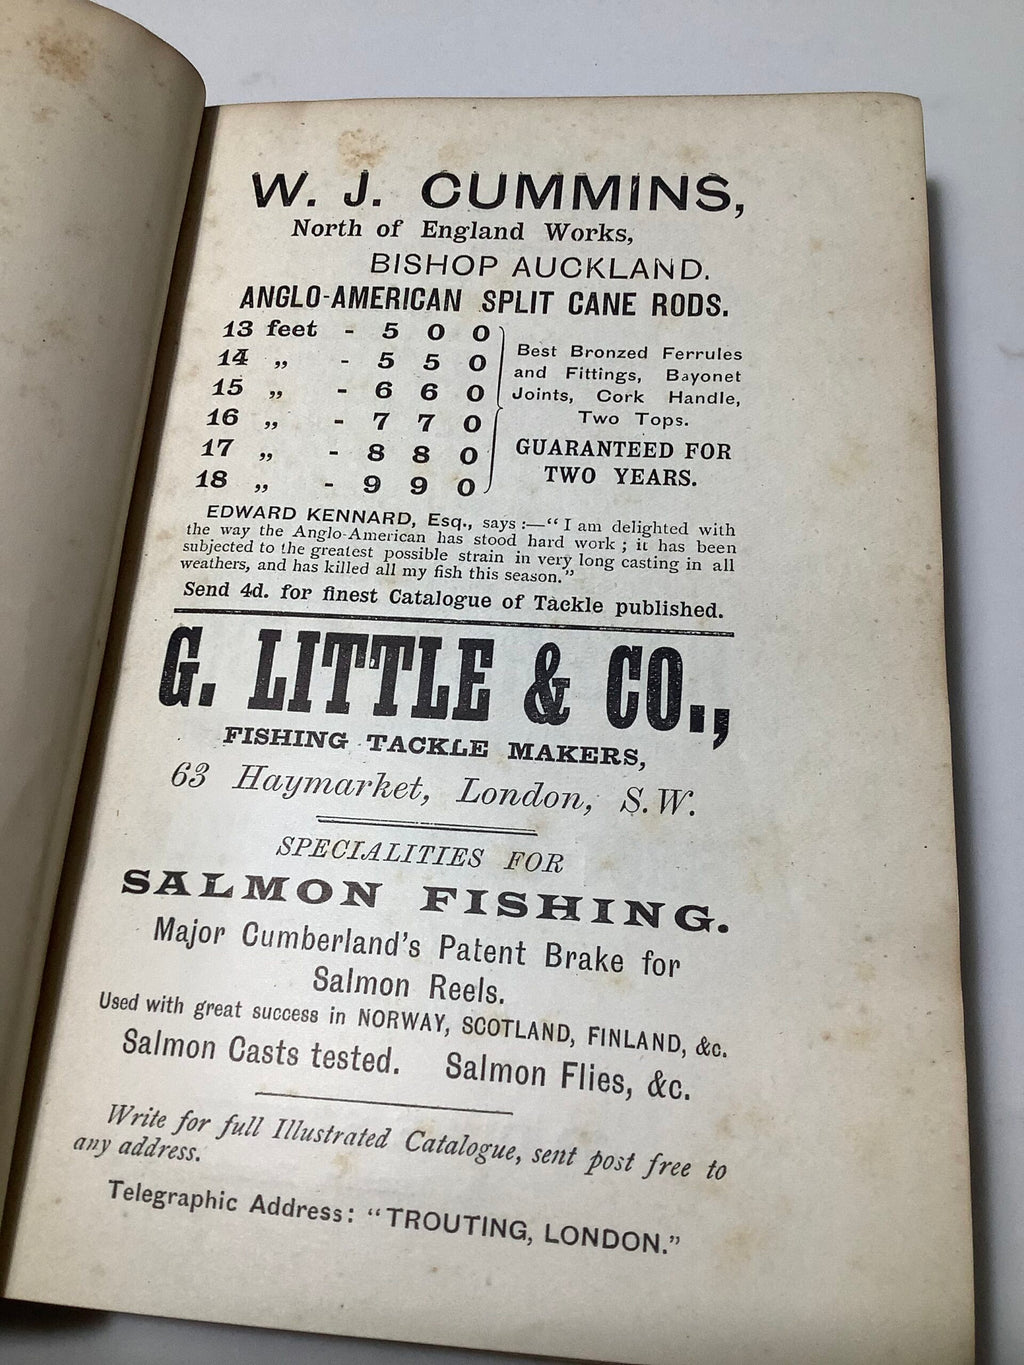 W. J. CUMMINS,
North of England Works,
BISHOP AUCKLAND.
ANGLO-AMERICAN SPLIT CANE RODS.
13 feet - 5 0 0
14 „ - 5 5 0
15 „ - 6 6 0
16 „ - 7 7 0
17 „ - 8 8 0
18 „ - 9 9 0
Best Bronzed Ferrules
and Fittings, Bayonet
Joints, Cork Handle,
Two Tops.
GUARANTEED FOR
TWO YEARS.
EDWARD KENNARD, Esq., says:—“I am delighted with
the way the Anglo-American has stood hard work; it has been
subjected to the greatest possible strain in very long casting in all
weathers, and has killed all my fish this season.”
Send 4d. for finest Catalogue of Tackle published.
G. LITTLE & CO.,
FISHING TACKLE MAKERS,
63 Haymarket, London, S.W.
SPECIALITIES FOR
SALMON FISHING.
Major Cumberland’s Patent Brake for
Salmon Reels.
Used with great success in NORWAY, SCOTLAND, FINLAND, &c.
Salmon Casts tested. Salmon Flies, &c.
Write for full Illustrated Catalogue, sent post free to
any address.
Telegraphic Address: “TROUTING, LONDON.”